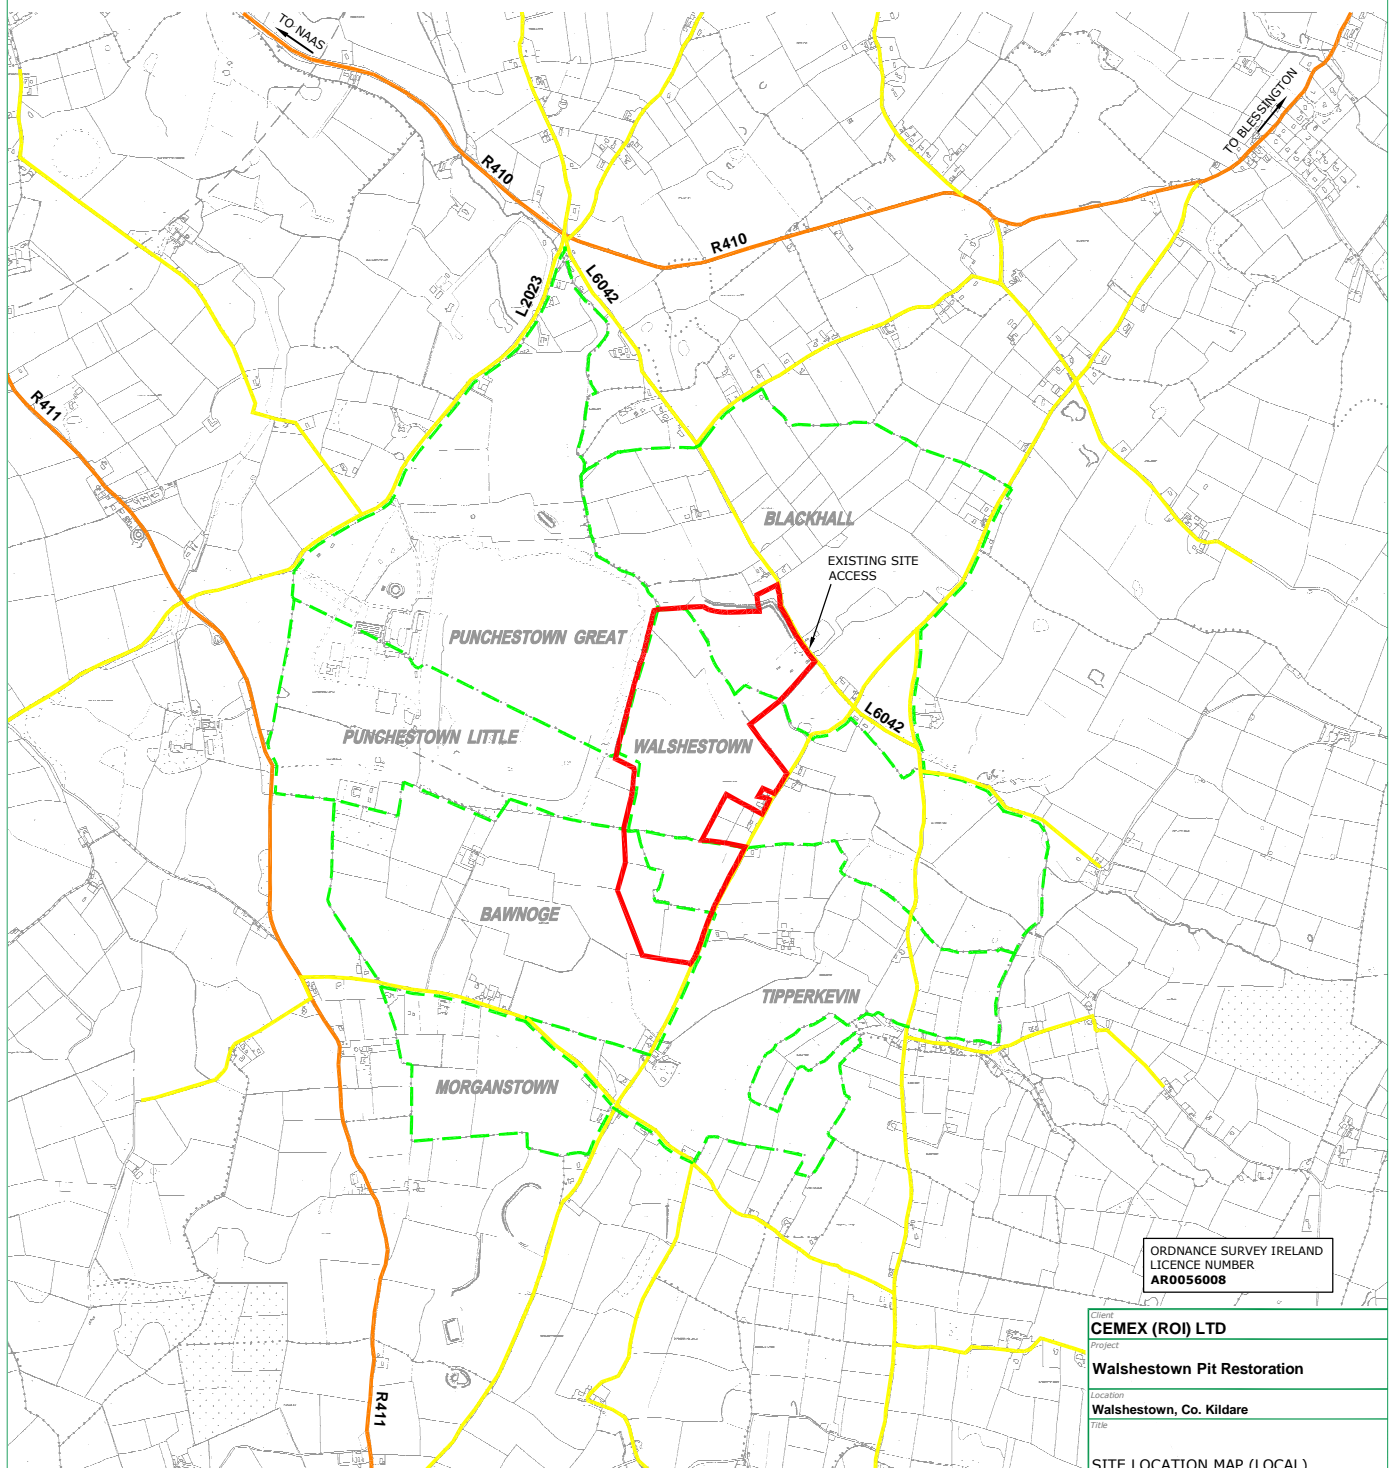 TO NAAS
TO BLESSINGTON
R410
R410
L2023
L6042
R411
BLACKHALL
EXISTING SITE
ACCESS
PUNCHESTOWN GREAT
PUNCHESTOWN LITTLE
WALSHESTOWN
L6042
BAWNOGE
TIPPERKEVIN
MORGANSTOWN
R411
ORDNANCE SURVEY IRELAND
LICENCE NUMBER
AR0056008
Client
CEMEX (ROI) LTD
Project
Walshestown Pit Restoration
Location
Walshestown, Co. Kildare
Title
SITE LOCATION MAP (LOCAL)